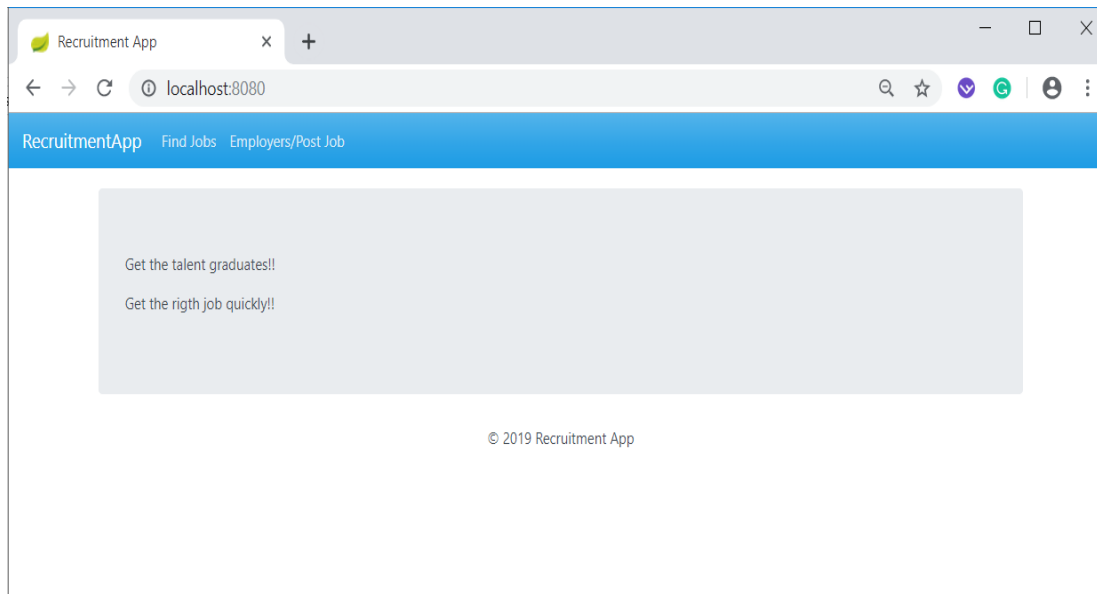 Recruitment App
localhost:8080
RecruitmentApp Find Jobs Employers/Post Job
Get the talent graduates!!
Get the rigth job quickly!!
© 2019 Recruitment App